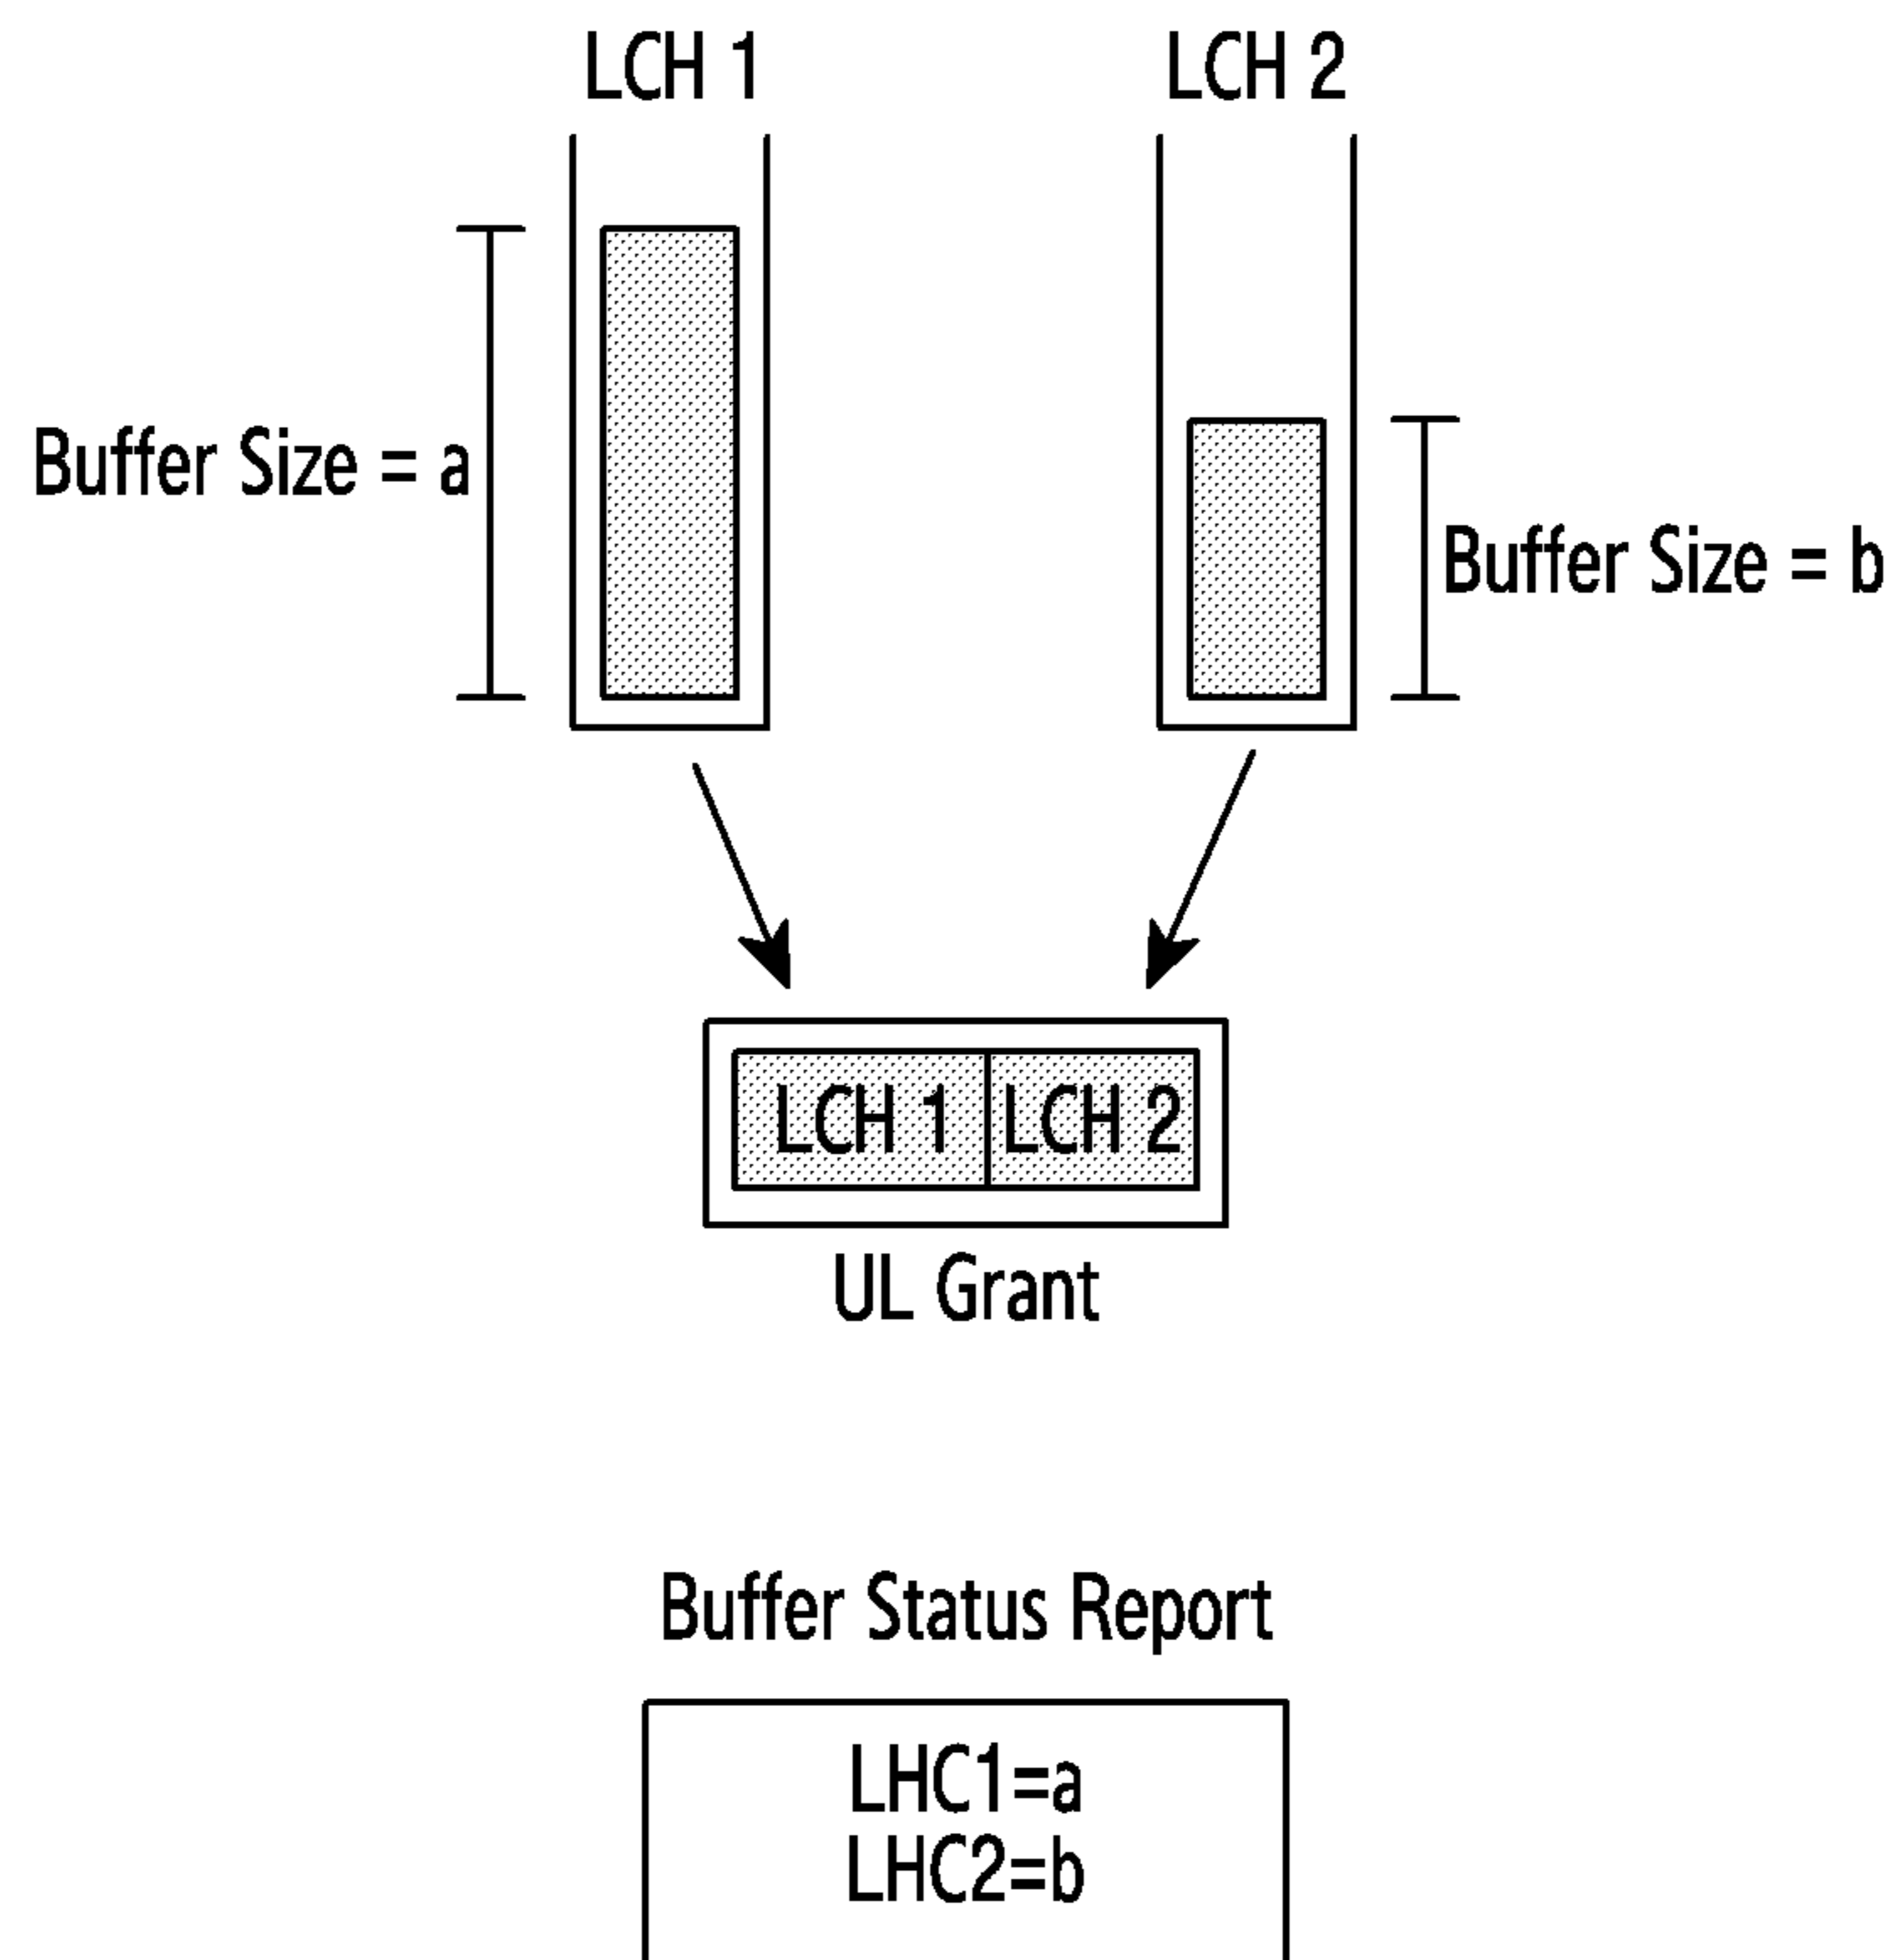 LCH 1
LCH 2
Buffer Size = a
Buffer Size = b
LCH 1
LCH 2
UL Grant
Buffer Status Report
LHC1=a
LHC2=b